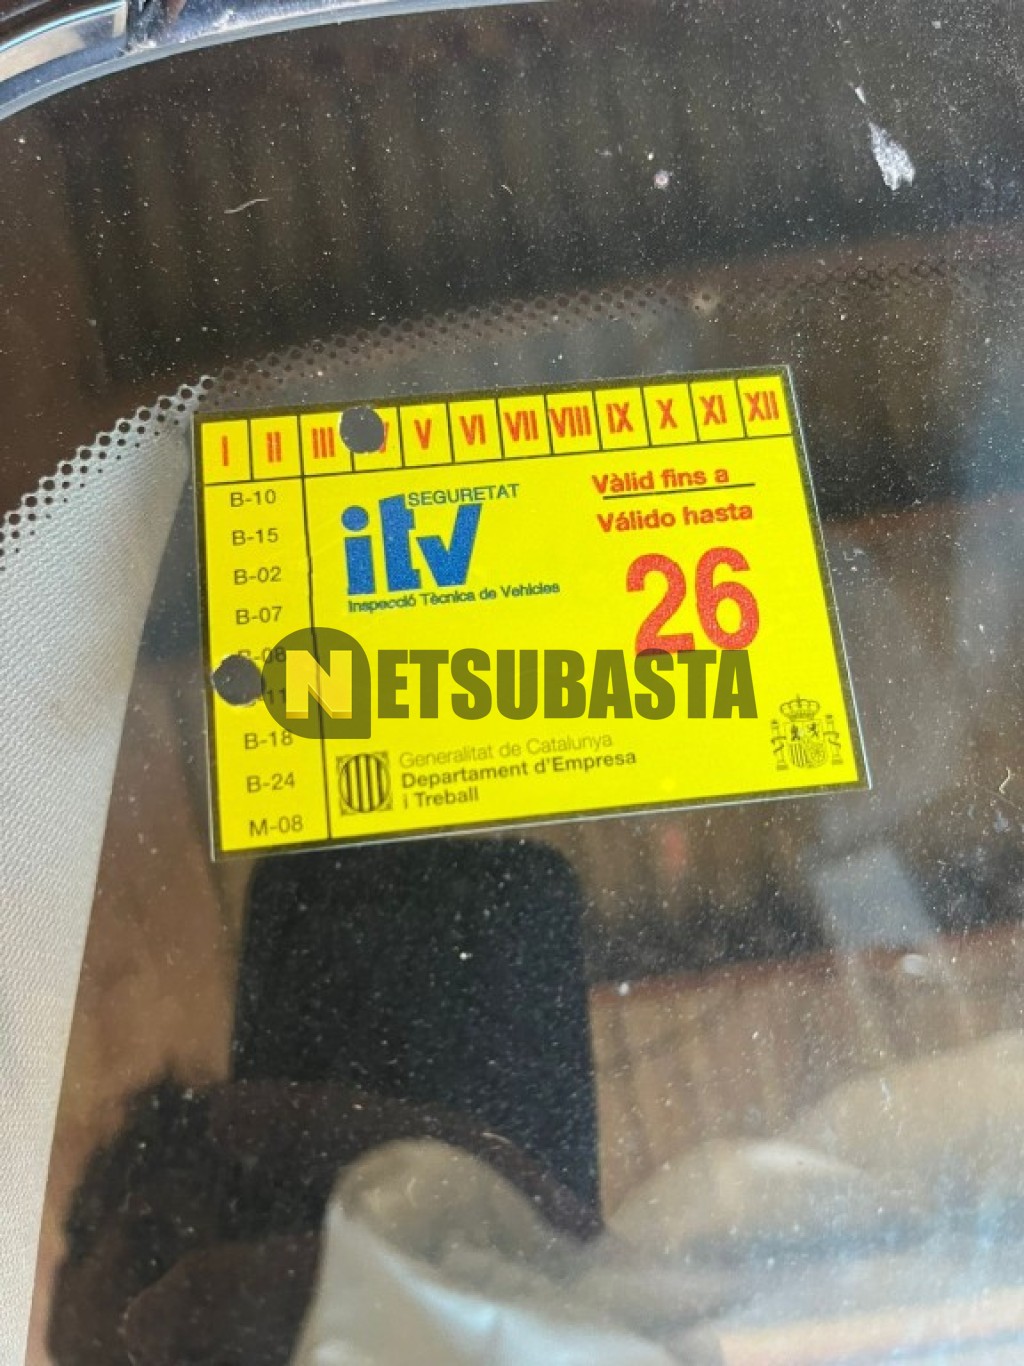 I II III V VI VII VIII IX X XI XII
B-10
B-15
B-02
B-07
B-18
B-24
M-08
SEGURETAT
itv
Inspecció Tècnica de Vehicles
Vàlid fins a
Válido hasta
26
NETSUBASTA
Generalitat de Catalunya
Departament d'Empresa
i Treball